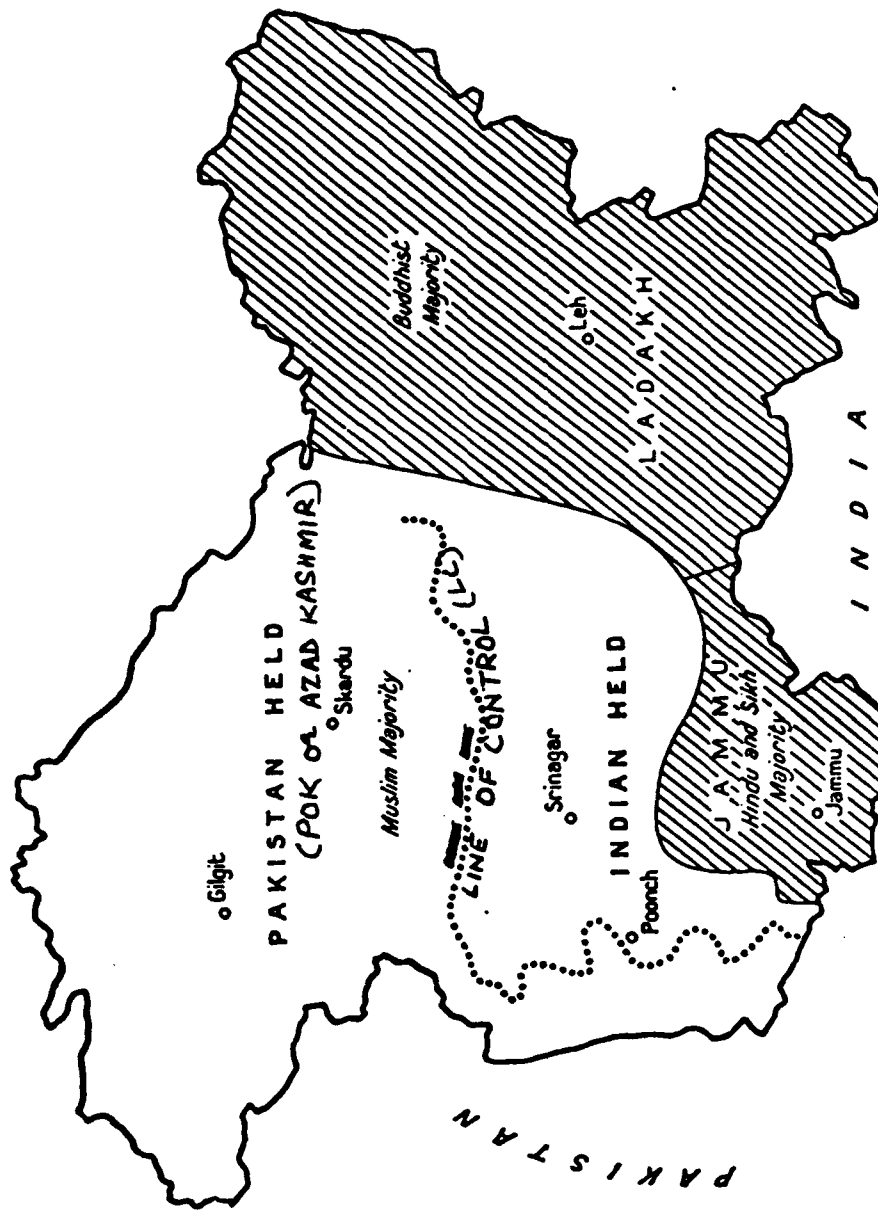 PAKISTAN HELD
(POK or AZAD KASHMIR)
Gilgit
Skardu
Muslim Majority
LINE OF CONTROL (LC)
Srinagar
INDIAN HELD
Poonch
Buddhist
Majority
Leh
LADAKH
JAMMU
Hindu and Sikh
Majority
Jammu
PAKISTAN
INDIA